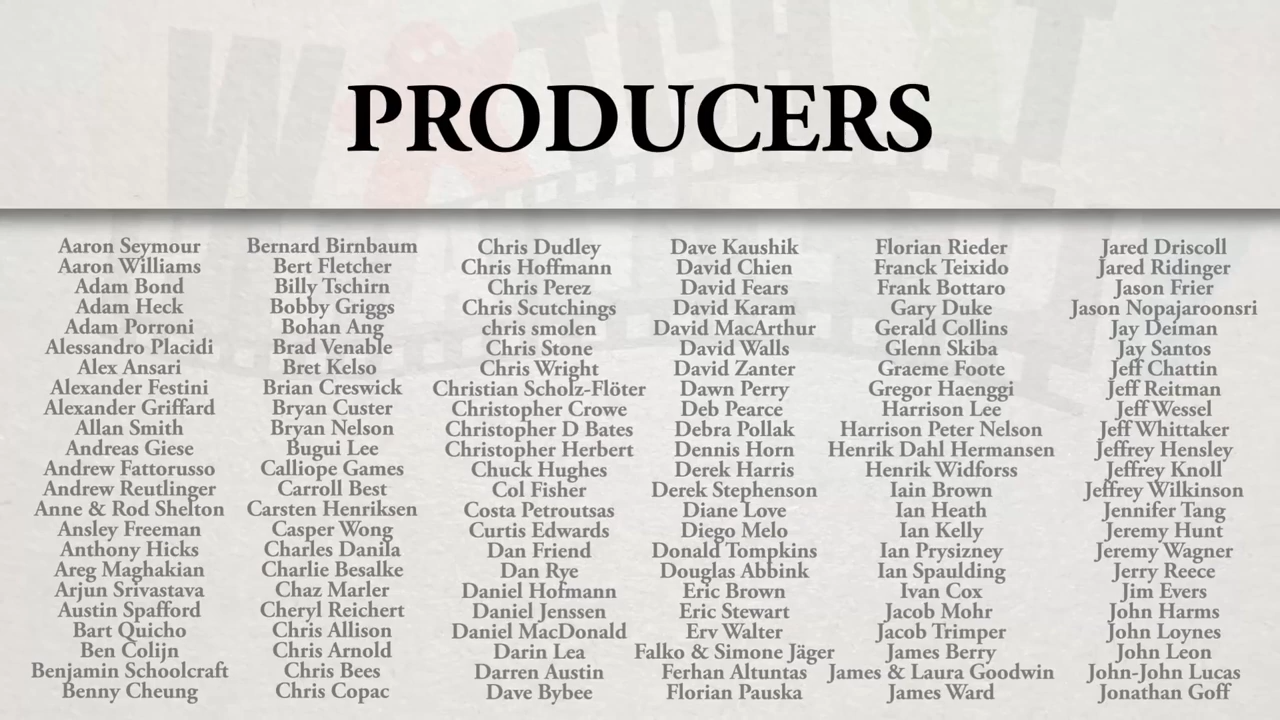 WATCH IT
PRODUCERS
Aaron Seymour
Aaron Williams
Adam Bond
Adam Heck
Adam Porroni
Alessandro Placidi
Alex Ansari
Alexander Festini
Alexander Griffard
Allan Smith
Andreas Giese
Andrew Fattorusso
Andrew Reutlinger
Anne & Rod Shelton
Ansley Freeman
Anthony Hicks
Areg Maghakian
Arjun Srivastava
Austin Spafford
Bart Quicho
Ben Colijn
Benjamin Schoolcraft
Benny Cheung
Bernard Birnbaum
Bert Fletcher
Billy Tschirn
Bobby Griggs
Bohan Ang
Brad Venable
Bret Kelso
Brian Creswick
Bryan Custer
Bryan Nelson
Bugui Lee
Calliope Games
Carroll Best
Carsten Henriksen
Casper Wong
Charles Danila
Charlie Besalke
Chaz Marler
Cheryl Reichert
Chris Allison
Chris Arnold
Chris Bees
Chris Copac
Chris Dudley
Chris Hoffmann
Chris Perez
Chris Scutchings
chris smolen
Chris Stone
Chris Wright
Christian Scholz-Flöter
Christopher Crowe
Christopher D Bates
Christopher Herbert
Chuck Hughes
Col Fisher
Costa Petroutsas
Curtis Edwards
Dan Friend
Dan Rye
Daniel Hofmann
Daniel Jenssen
Daniel MacDonald
Darin Lea
Darren Austin
Dave Bybee
Dave Kaushik
David Chien
David Fears
David Karam
David MacArthur
David Walls
David Zanter
Dawn Perry
Deb Pearce
Debra Pollak
Dennis Horn
Derek Harris
Derek Stephenson
Diane Love
Diego Melo
Donald Tompkins
Douglas Abbink
Eric Brown
Eric Stewart
Erv Walter
Falko & Simone Jäger
Ferhan Altuntas
Florian Pauska
Florian Rieder
Franck Teixido
Frank Bottaro
Gary Duke
Gerald Collins
Glenn Skiba
Graeme Foote
Gregor Haenggi
Harrison Lee
Harrison Peter Nelson
Henrik Dahl Hermansen
Henrik Widforss
Iain Brown
Ian Heath
Ian Kelly
Ian Prysizney
Ian Spaulding
Ivan Cox
Jacob Mohr
Jacob Trimper
James Berry
James & Laura Goodwin
James Ward
Jared Driscoll
Jared Ridinger
Jason Frier
Jason Nopajaroonsri
Jay Deiman
Jay Santos
Jeff Chattin
Jeff Reitman
Jeff Wessel
Jeff Whittaker
Jeffrey Hensley
Jeffrey Knoll
Jeffrey Wilkinson
Jennifer Tang
Jeremy Hunt
Jeremy Wagner
Jerry Reece
Jim Evers
John Harms
John Loynes
John Leon
John-John Lucas
Jonathan Goff